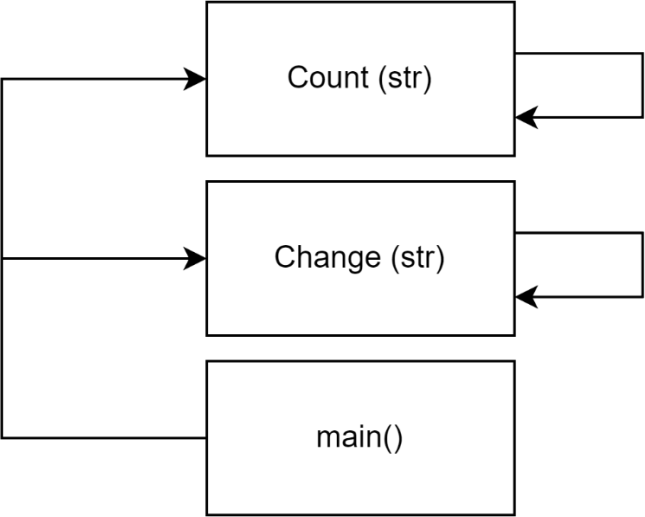 Count (str)
Change (str)
main()